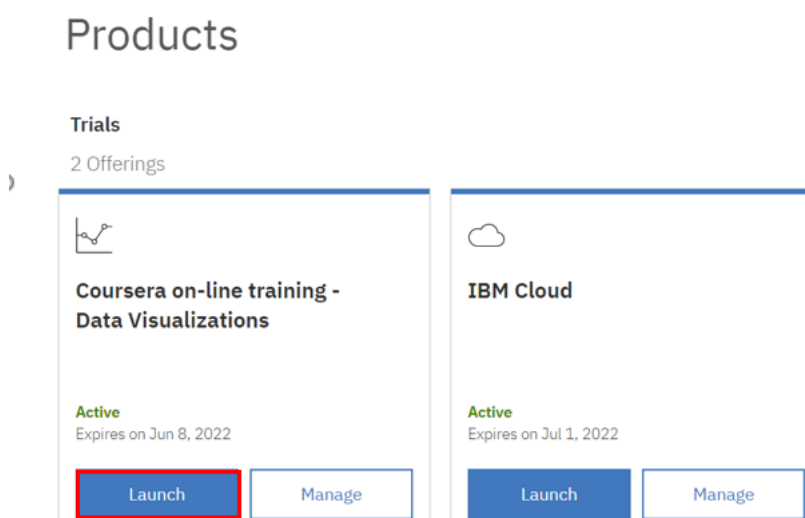 Products
Trials
2 Offerings
Coursera on-line training -
Data Visualizations
Active
Expires on Jun 8, 2022
Launch
Manage
IBM Cloud
Active
Expires on Jul 1, 2022
Launch
Manage